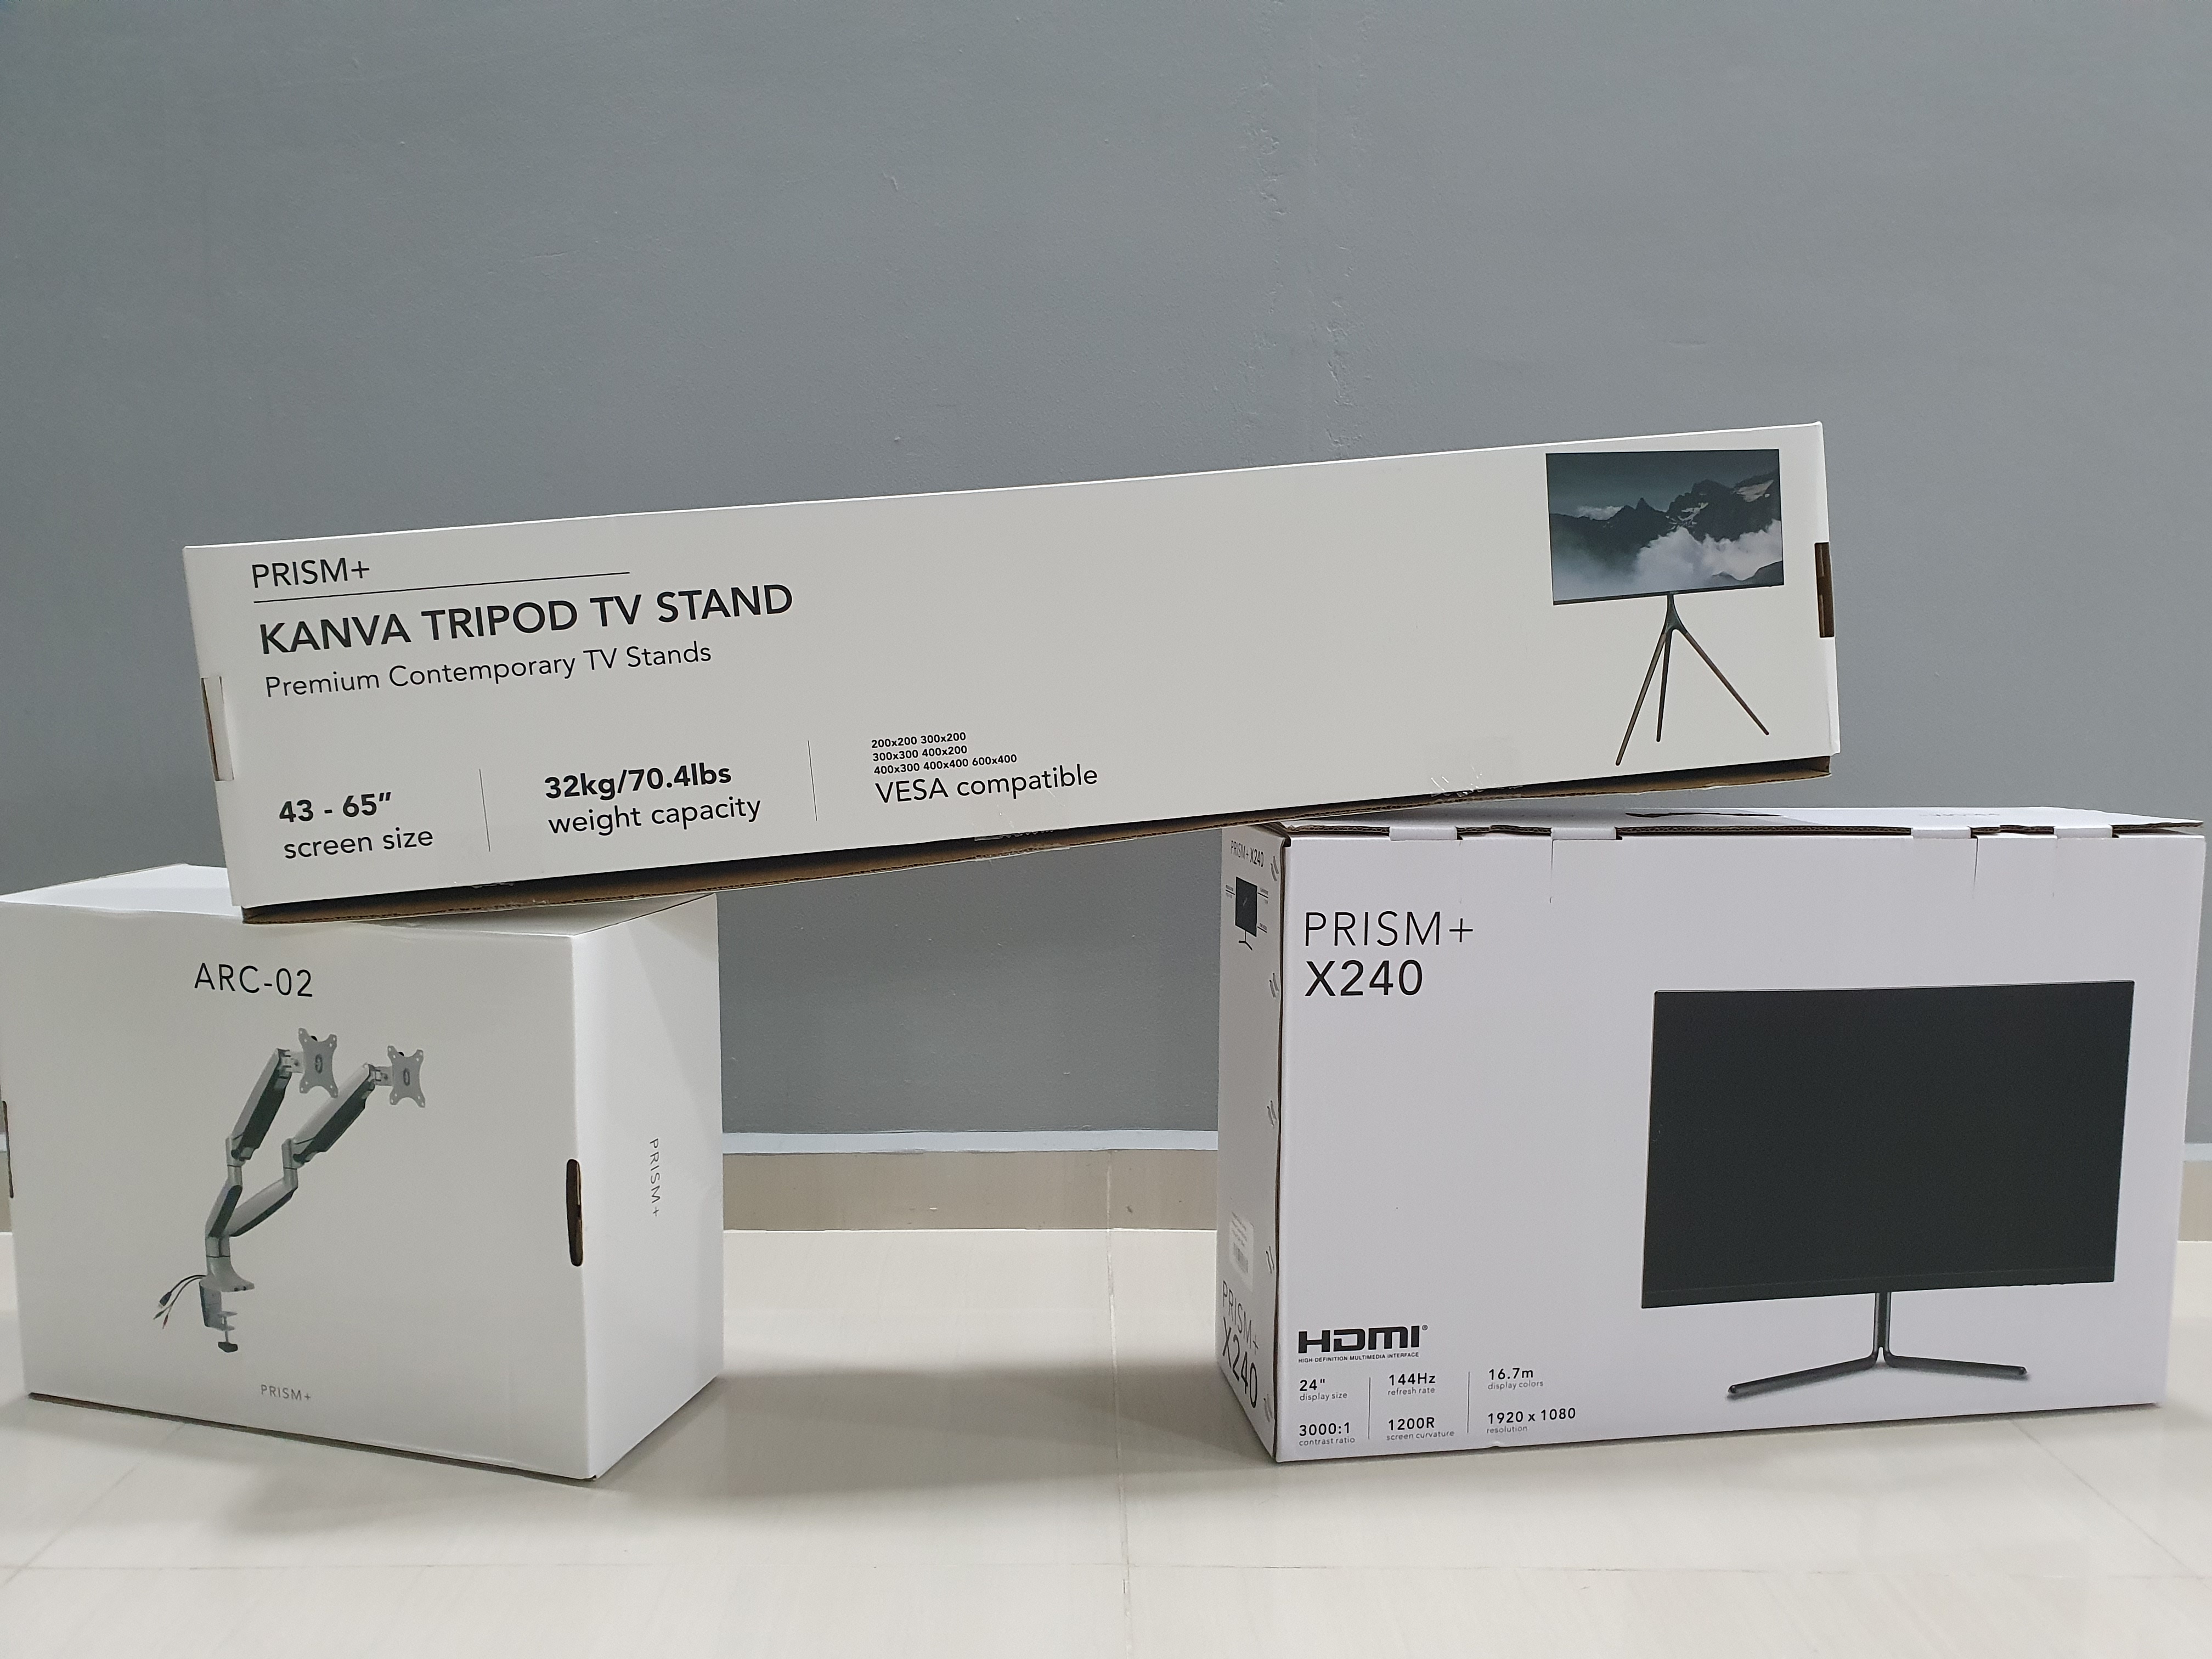 PRISM+
KANVA TRIPOD TV STAND
Premium Contemporary TV Stands
43 - 65"
screen size
32kg/70.4lbs
weight capacity
200x200 300x200
300x300 400x200
400x300 400x400 600x400
VESA compatible
ARC-02
PRISM+
PRISM+
PRISM+ X240
PRISM+
X240
PRISM+
X240
HDMI®
HIGH DEFINITION MULTIMEDIA INTERFACE
24"
display size
144Hz
refresh rate
16.7m
display colors
3000:1
contrast ratio
1200R
screen curvature
1920 x 1080
resolution